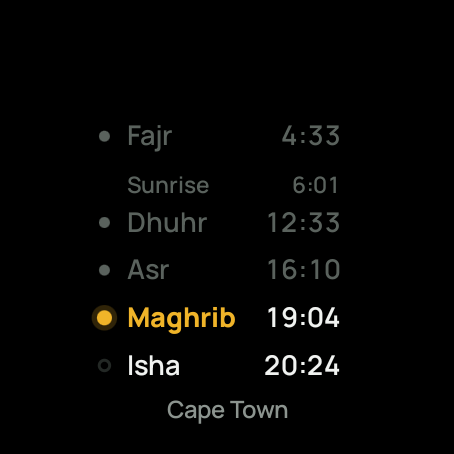 Fajr 4:33
Sunrise 6:01
Dhuhr 12:33
Asr 16:10
Maghrib 19:04
Isha 20:24
Cape Town